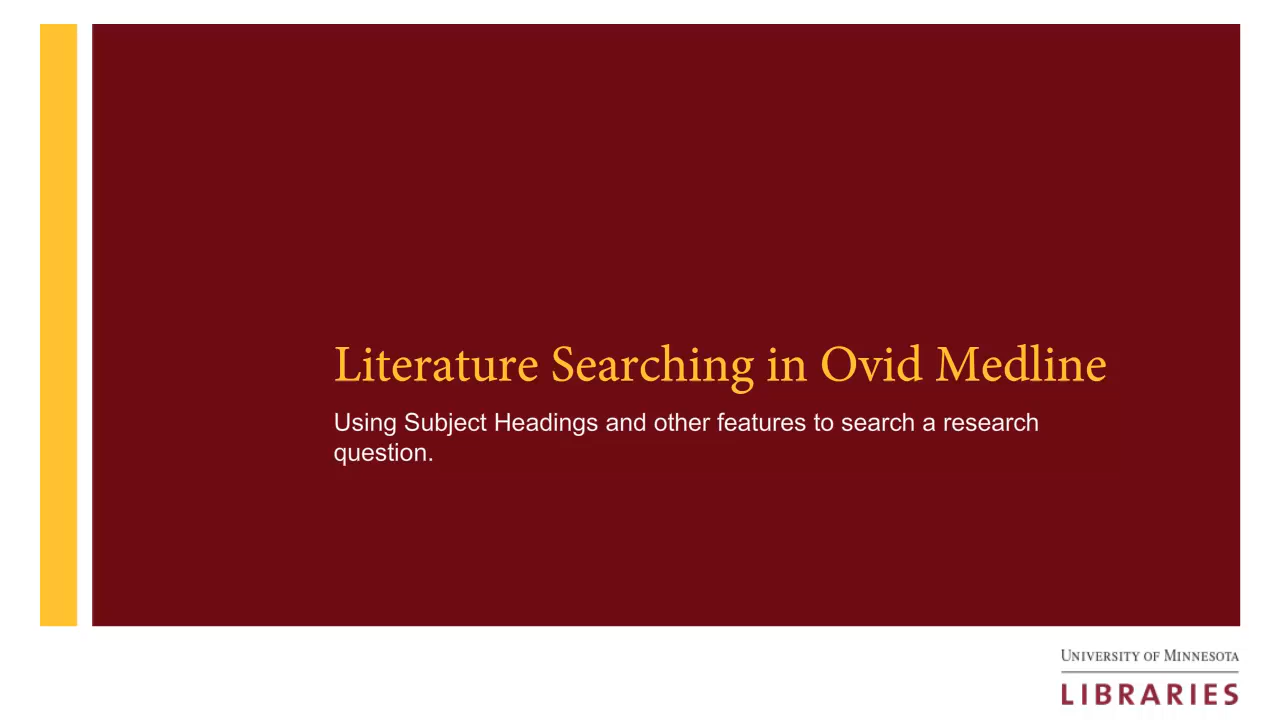 Literature Searching in Ovid Medline
Using Subject Headings and other features to search a research
question.
UNIVERSITY OF MINNESOTA
LIBRARIES